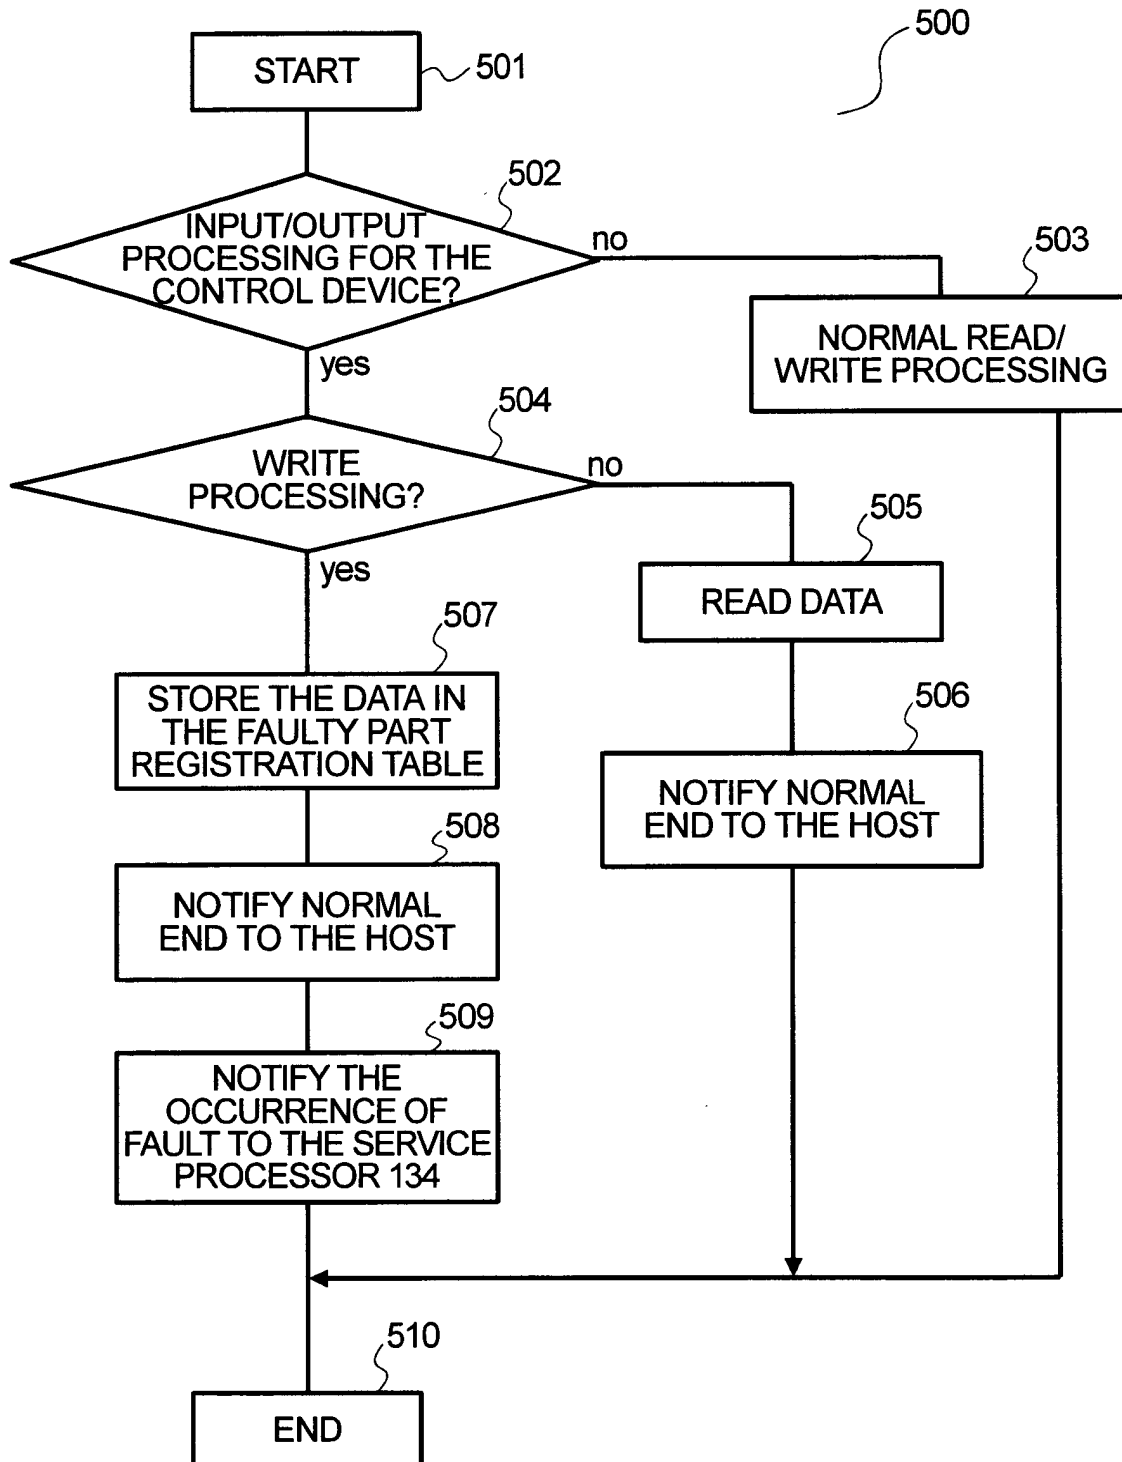 500
START
501
502
INPUT/OUTPUT
PROCESSING FOR THE
CONTROL DEVICE?
no
503
NORMAL READ/
WRITE PROCESSING
yes
504
WRITE
PROCESSING?
no
505
READ DATA
yes
507
STORE THE DATA IN
THE FAULTY PART
REGISTRATION TABLE
506
NOTIFY NORMAL
END TO THE HOST
508
NOTIFY NORMAL
END TO THE HOST
509
NOTIFY THE
OCCURRENCE OF
FAULT TO THE SERVICE
PROCESSOR 134
510
END